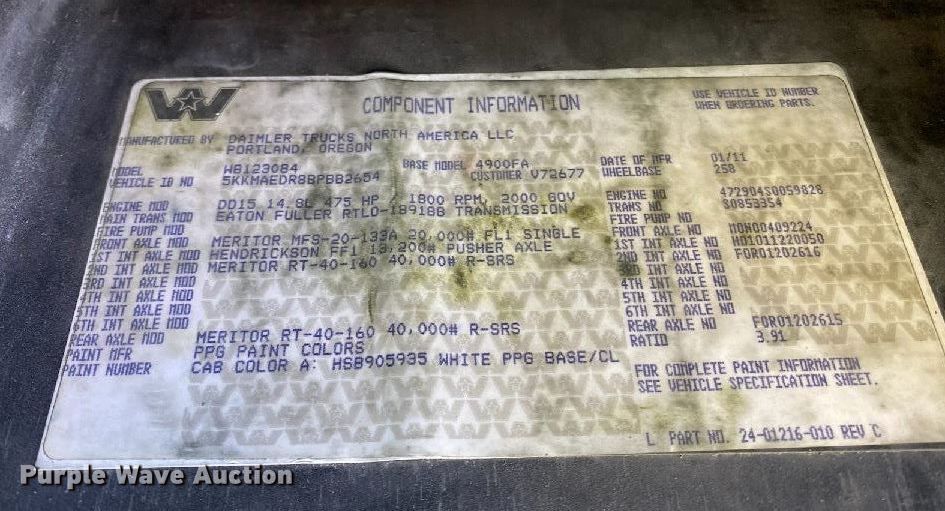 COMPONENT INFORMATION
USE VEHICLE ID NUMBER
WHEN ORDERING PARTS.
MANUFACTURED BY DAIMLER TRUCKS NORTH AMERICA LLC
PORTLAND, OREGON
MODEL WB123084 BASE MODEL 4900FA DATE OF MFR 01/11
VEHICLE ID NO 5KKMAEDR8BPBB2654 CUSTOMER V72677 WHEELBASE 258
ENGINE MOD DD15 14.8L 475 HP / 1800 RPM, 2000 GOV ENGINE NO 472904S0059828
MAIN TRANS MOD EATON FULLER RTLO-18918B TRANSMISSION TRANS NO S0853354
FIRE PUMP MOD FIRE PUMP NO
FRONT AXLE MOD MERITOR MFS-20-133A 20,000# FL1 SINGLE FRONT AXLE NO MON00409224
1ST INT AXLE MOD HENDRICKSON PUSHER AXLE 1ST INT AXLE NO HD1011220050
2ND INT AXLE MOD MERITOR RT-40-160 40,000# R-SRS 2ND INT AXLE NO FOR01202616
3RD INT AXLE MOD 3RD INT AXLE NO
4TH INT AXLE MOD 4TH INT AXLE NO
5TH INT AXLE MOD 5TH INT AXLE NO
6TH INT AXLE MOD 6TH INT AXLE NO
REAR AXLE MOD MERITOR RT-40-160 40,000# R-SRS REAR AXLE NO FOR01202615
PAINT MFR PPG PAINT COLORS RATIO 3.91
PAINT NUMBER CAB COLOR A: HSB905935 WHITE PPG BASE/CL
FOR COMPLETE PAINT INFORMATION
SEE VEHICLE SPECIFICATION SHEET.
L PART NO. 24-01216-010 REV C
Purple Wave Auction